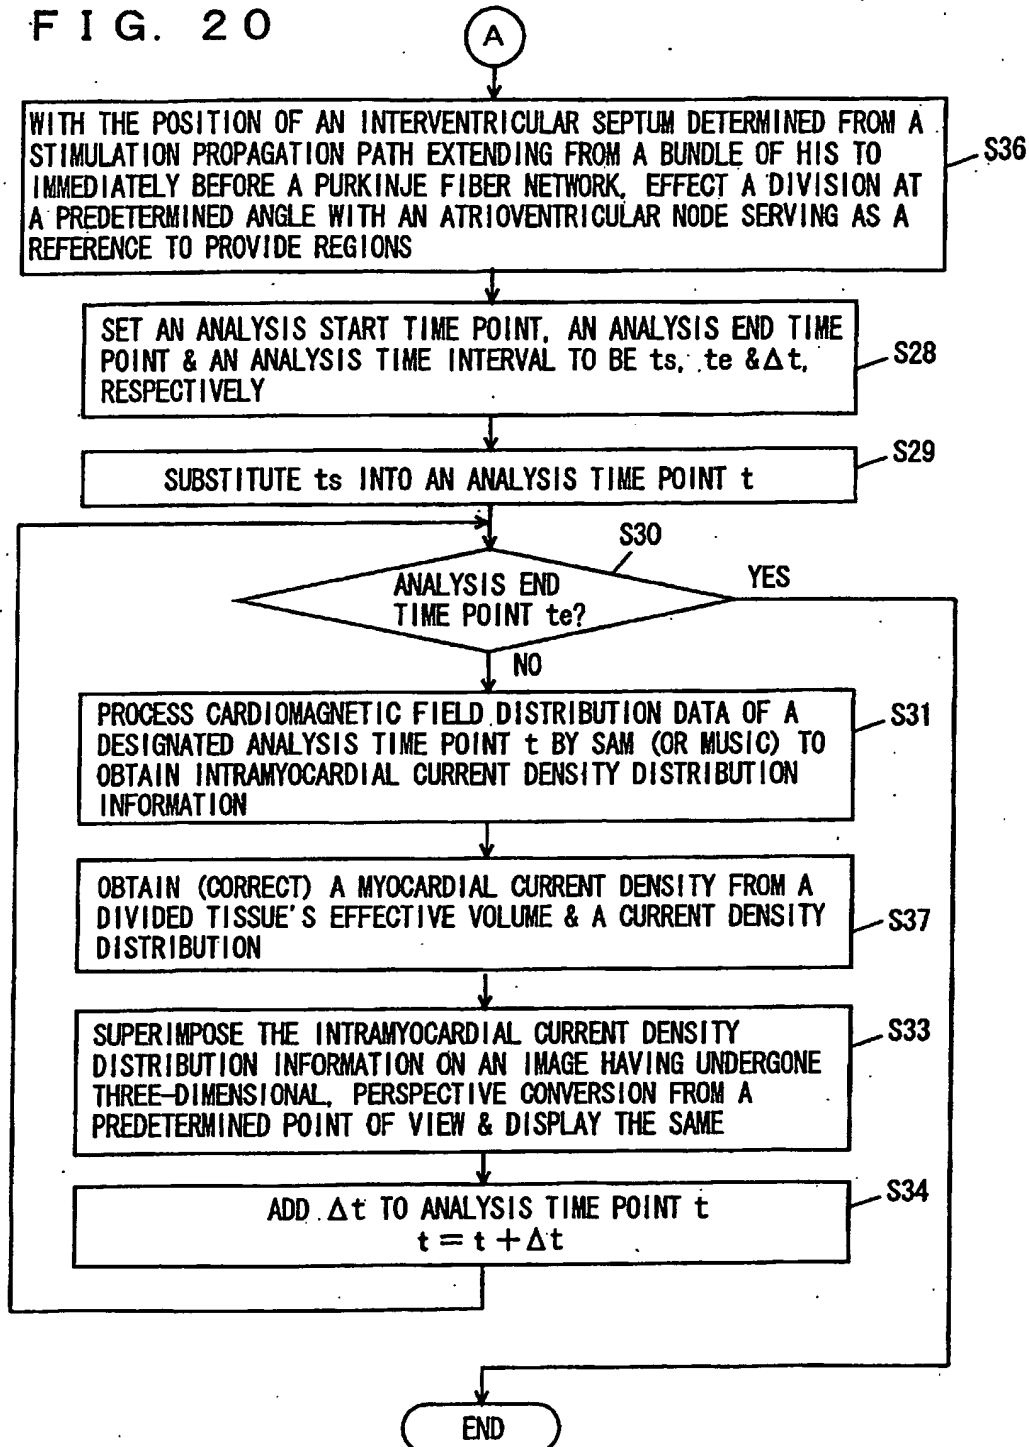 FIG. 20
A
WITH THE POSITION OF AN INTERVENTRICULAR SEPTUM DETERMINED FROM A
STIMULATION PROPAGATION PATH EXTENDING FROM A BUNDLE OF HIS TO
IMMEDIATELY BEFORE A PURKINJE FIBER NETWORK, EFFECT A DIVISION AT
A PREDETERMINED ANGLE WITH AN ATRIOVENTRICULAR NODE SERVING AS A
REFERENCE TO PROVIDE REGIONS
S36
SET AN ANALYSIS START TIME POINT, AN ANALYSIS END TIME
POINT & AN ANALYSIS TIME INTERVAL TO BE ts, te & Δt,
RESPECTIVELY
S28
SUBSTITUTE ts INTO AN ANALYSIS TIME POINT t
S29
S30
ANALYSIS END
TIME POINT te?
YES
NO
PROCESS CARDIOMAGNETIC FIELD DISTRIBUTION DATA OF A
DESIGNATED ANALYSIS TIME POINT t BY SAM (OR MUSIC) TO
OBTAIN INTRAMYOCARDIAL CURRENT DENSITY DISTRIBUTION
INFORMATION
S31
OBTAIN (CORRECT) A MYOCARDIAL CURRENT DENSITY FROM A
DIVIDED TISSUE'S EFFECTIVE VOLUME & A CURRENT DENSITY
DISTRIBUTION
S37
SUPERIMPOSE THE INTRAMYOCARDIAL CURRENT DENSITY
DISTRIBUTION INFORMATION ON AN IMAGE HAVING UNDERGONE
THREE-DIMENSIONAL, PERSPECTIVE CONVERSION FROM A
PREDETERMINED POINT OF VIEW & DISPLAY THE SAME
S33
ADD Δt TO ANALYSIS TIME POINT t
t = t + Δt
S34
END